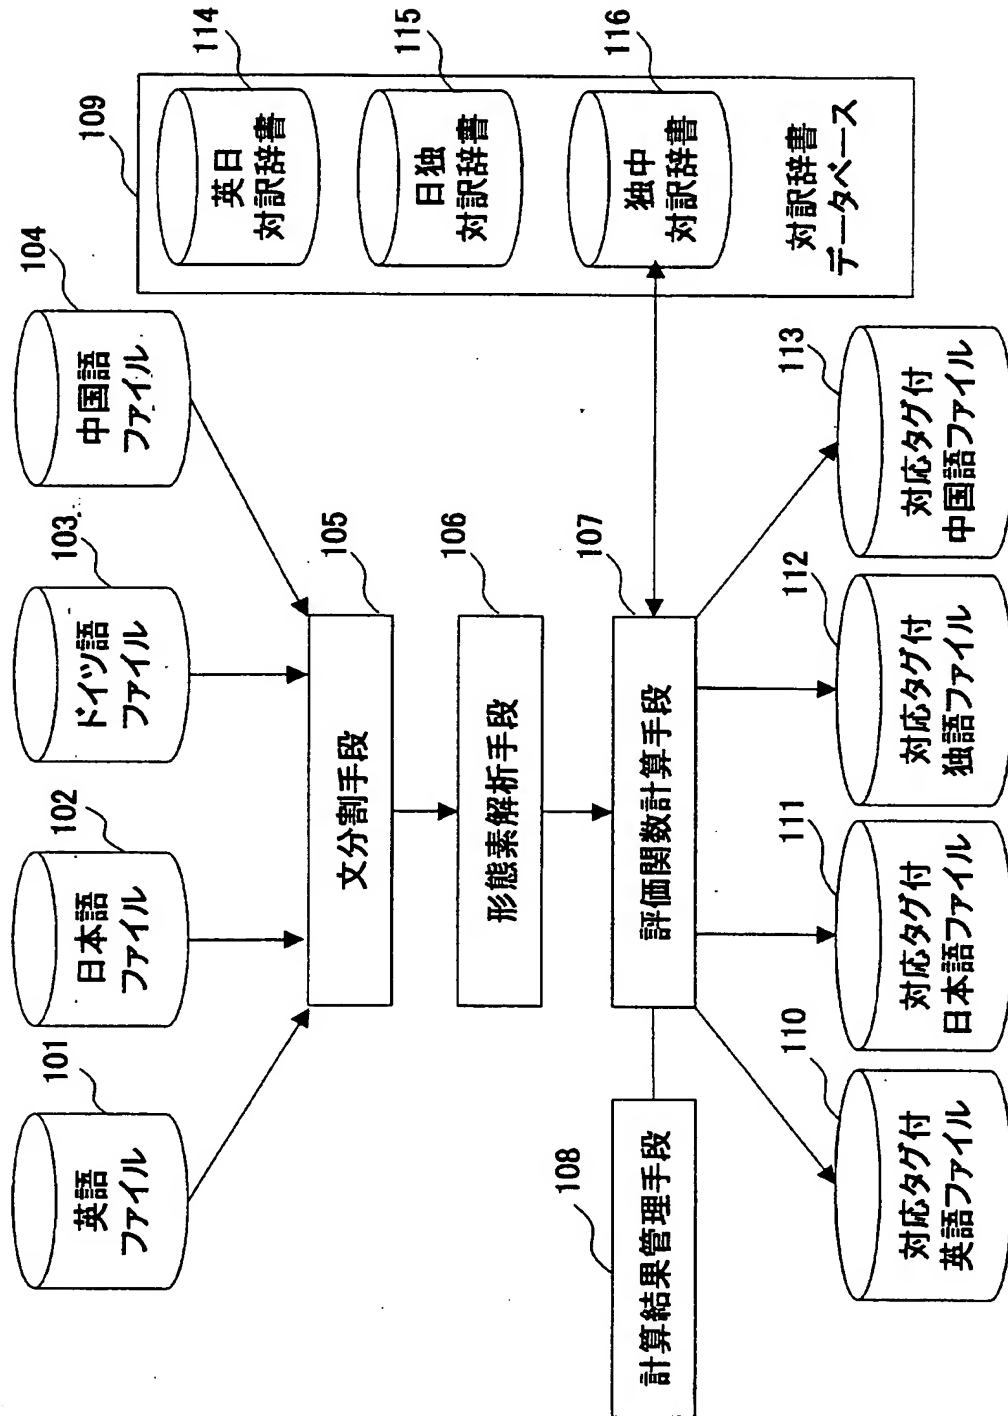 101
英語
ファイル
102
日本語
ファイル
103
ドイツ語
ファイル
104
中国語
ファイル
109
英日
対訳辞書
114
日独
対訳辞書
115
独中
対訳辞書
116
対訳辞書
データベース
文分割手段
105
形態素解析手段
106
評価関数計算手段
107
108
計算結果管理手段
110
対応タグ付
英語ファイル
111
対応タグ付
日本語ファイル
112
対応タグ付
独語ファイル
113
対応タグ付
中国語ファイル